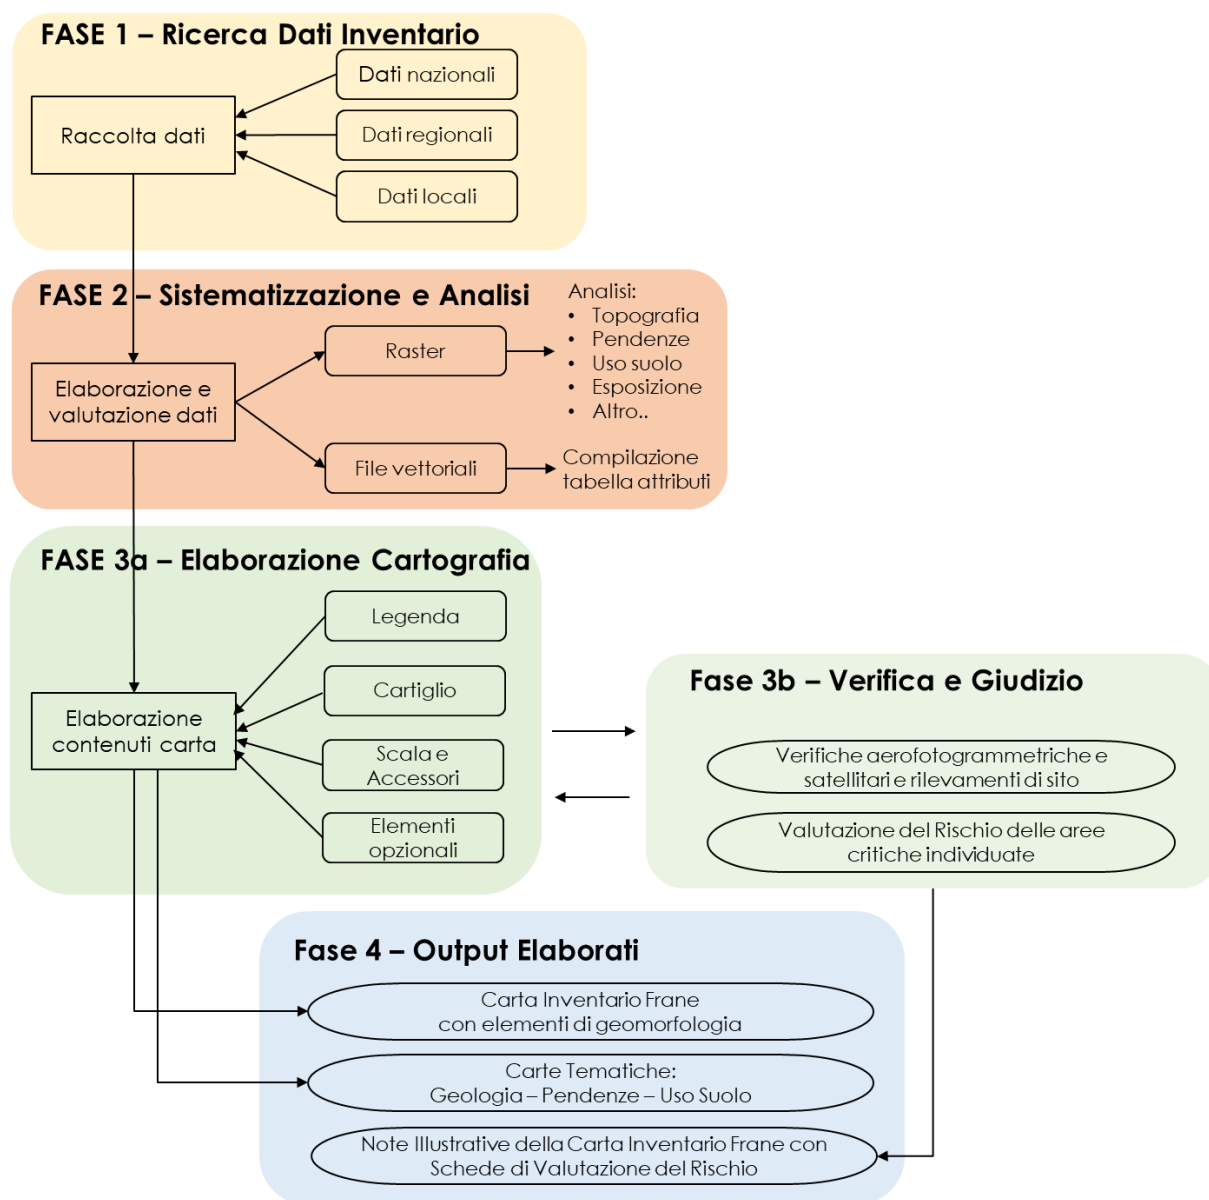 FASE 1 – Ricerca Dati Inventario
Raccolta dati
Dati nazionali
Dati regionali
Dati locali
FASE 2 – Sistematizzazione e Analisi
Elaborazione e
valutazione dati
Raster
Analisi:
• Topografia
• Pendenze
• Uso suolo
• Esposizione
• Altro..
File vettoriali
Compilazione
tabella attributi
FASE 3a – Elaborazione Cartografia
Elaborazione
contenuti carta
Legenda
Cartiglio
Scala e
Accessori
Elementi
opzionali
Fase 3b – Verifica e Giudizio
Verifiche aerofotogrammetriche e
satellitari e rilevamenti di sito
Valutazione del Rischio delle aree
critiche individuate
Fase 4 – Output Elaborati
Carta Inventario Frane
con elementi di geomorfologia
Carte Tematiche:
Geologia – Pendenze – Uso Suolo
Note Illustrative della Carta Inventario Frane con
Schede di Valutazione del Rischio